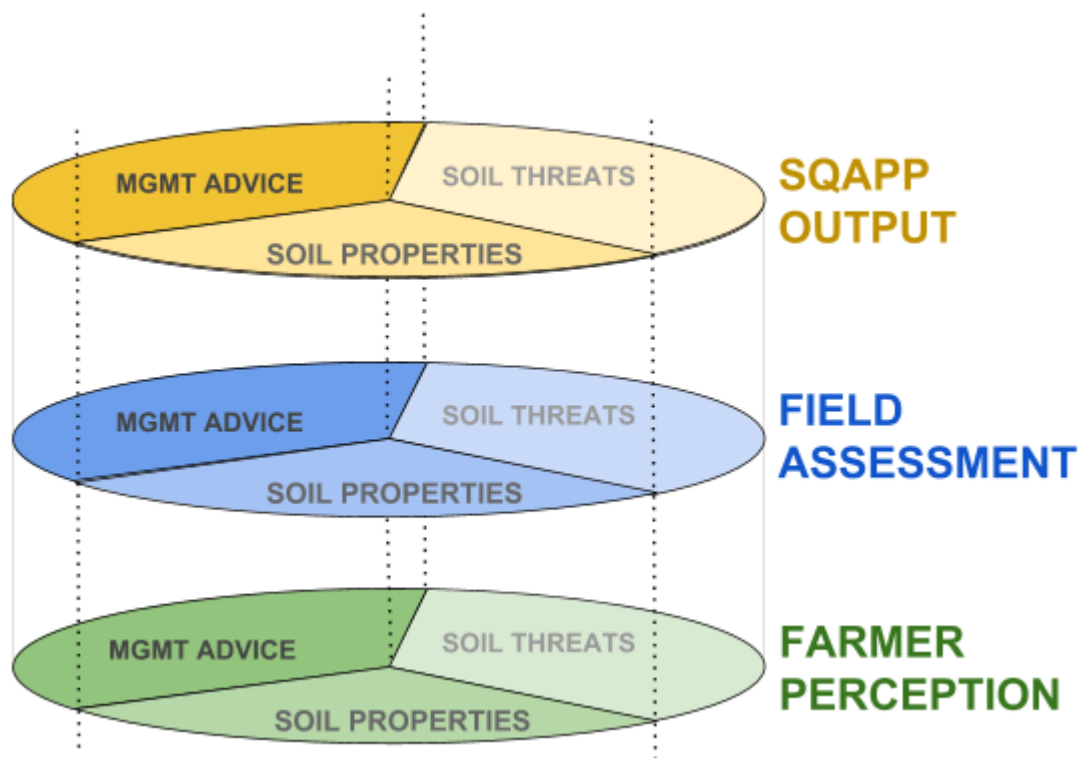 MGMT ADVICE
SOIL THREATS
SOIL PROPERTIES
SQAPP
OUTPUT
MGMT ADVICE
SOIL THREATS
SOIL PROPERTIES
FIELD
ASSESSMENT
MGMT ADVICE
SOIL THREATS
SOIL PROPERTIES
FARMER
PERCEPTION